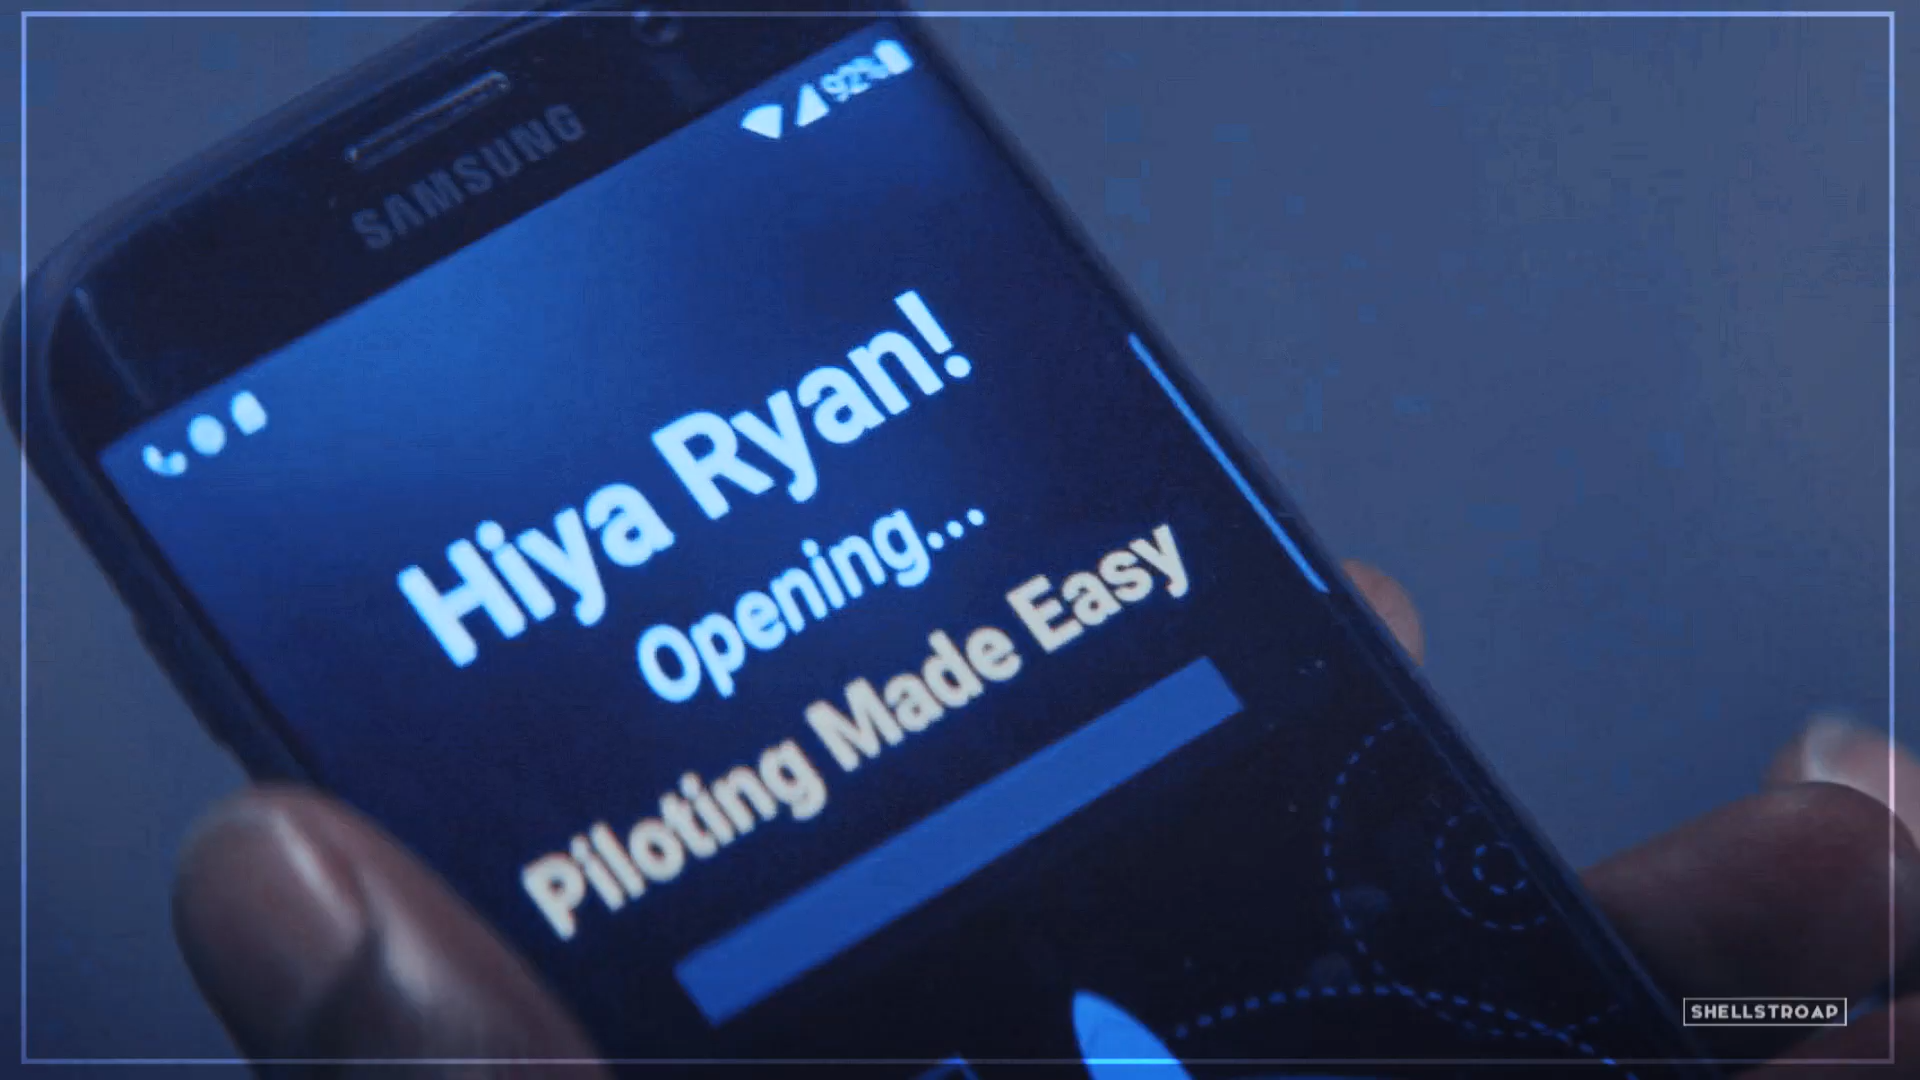 SAMSUNG
92%
Hiya Ryan!
Opening...
Piloting Made Easy
SHELLSTROAP